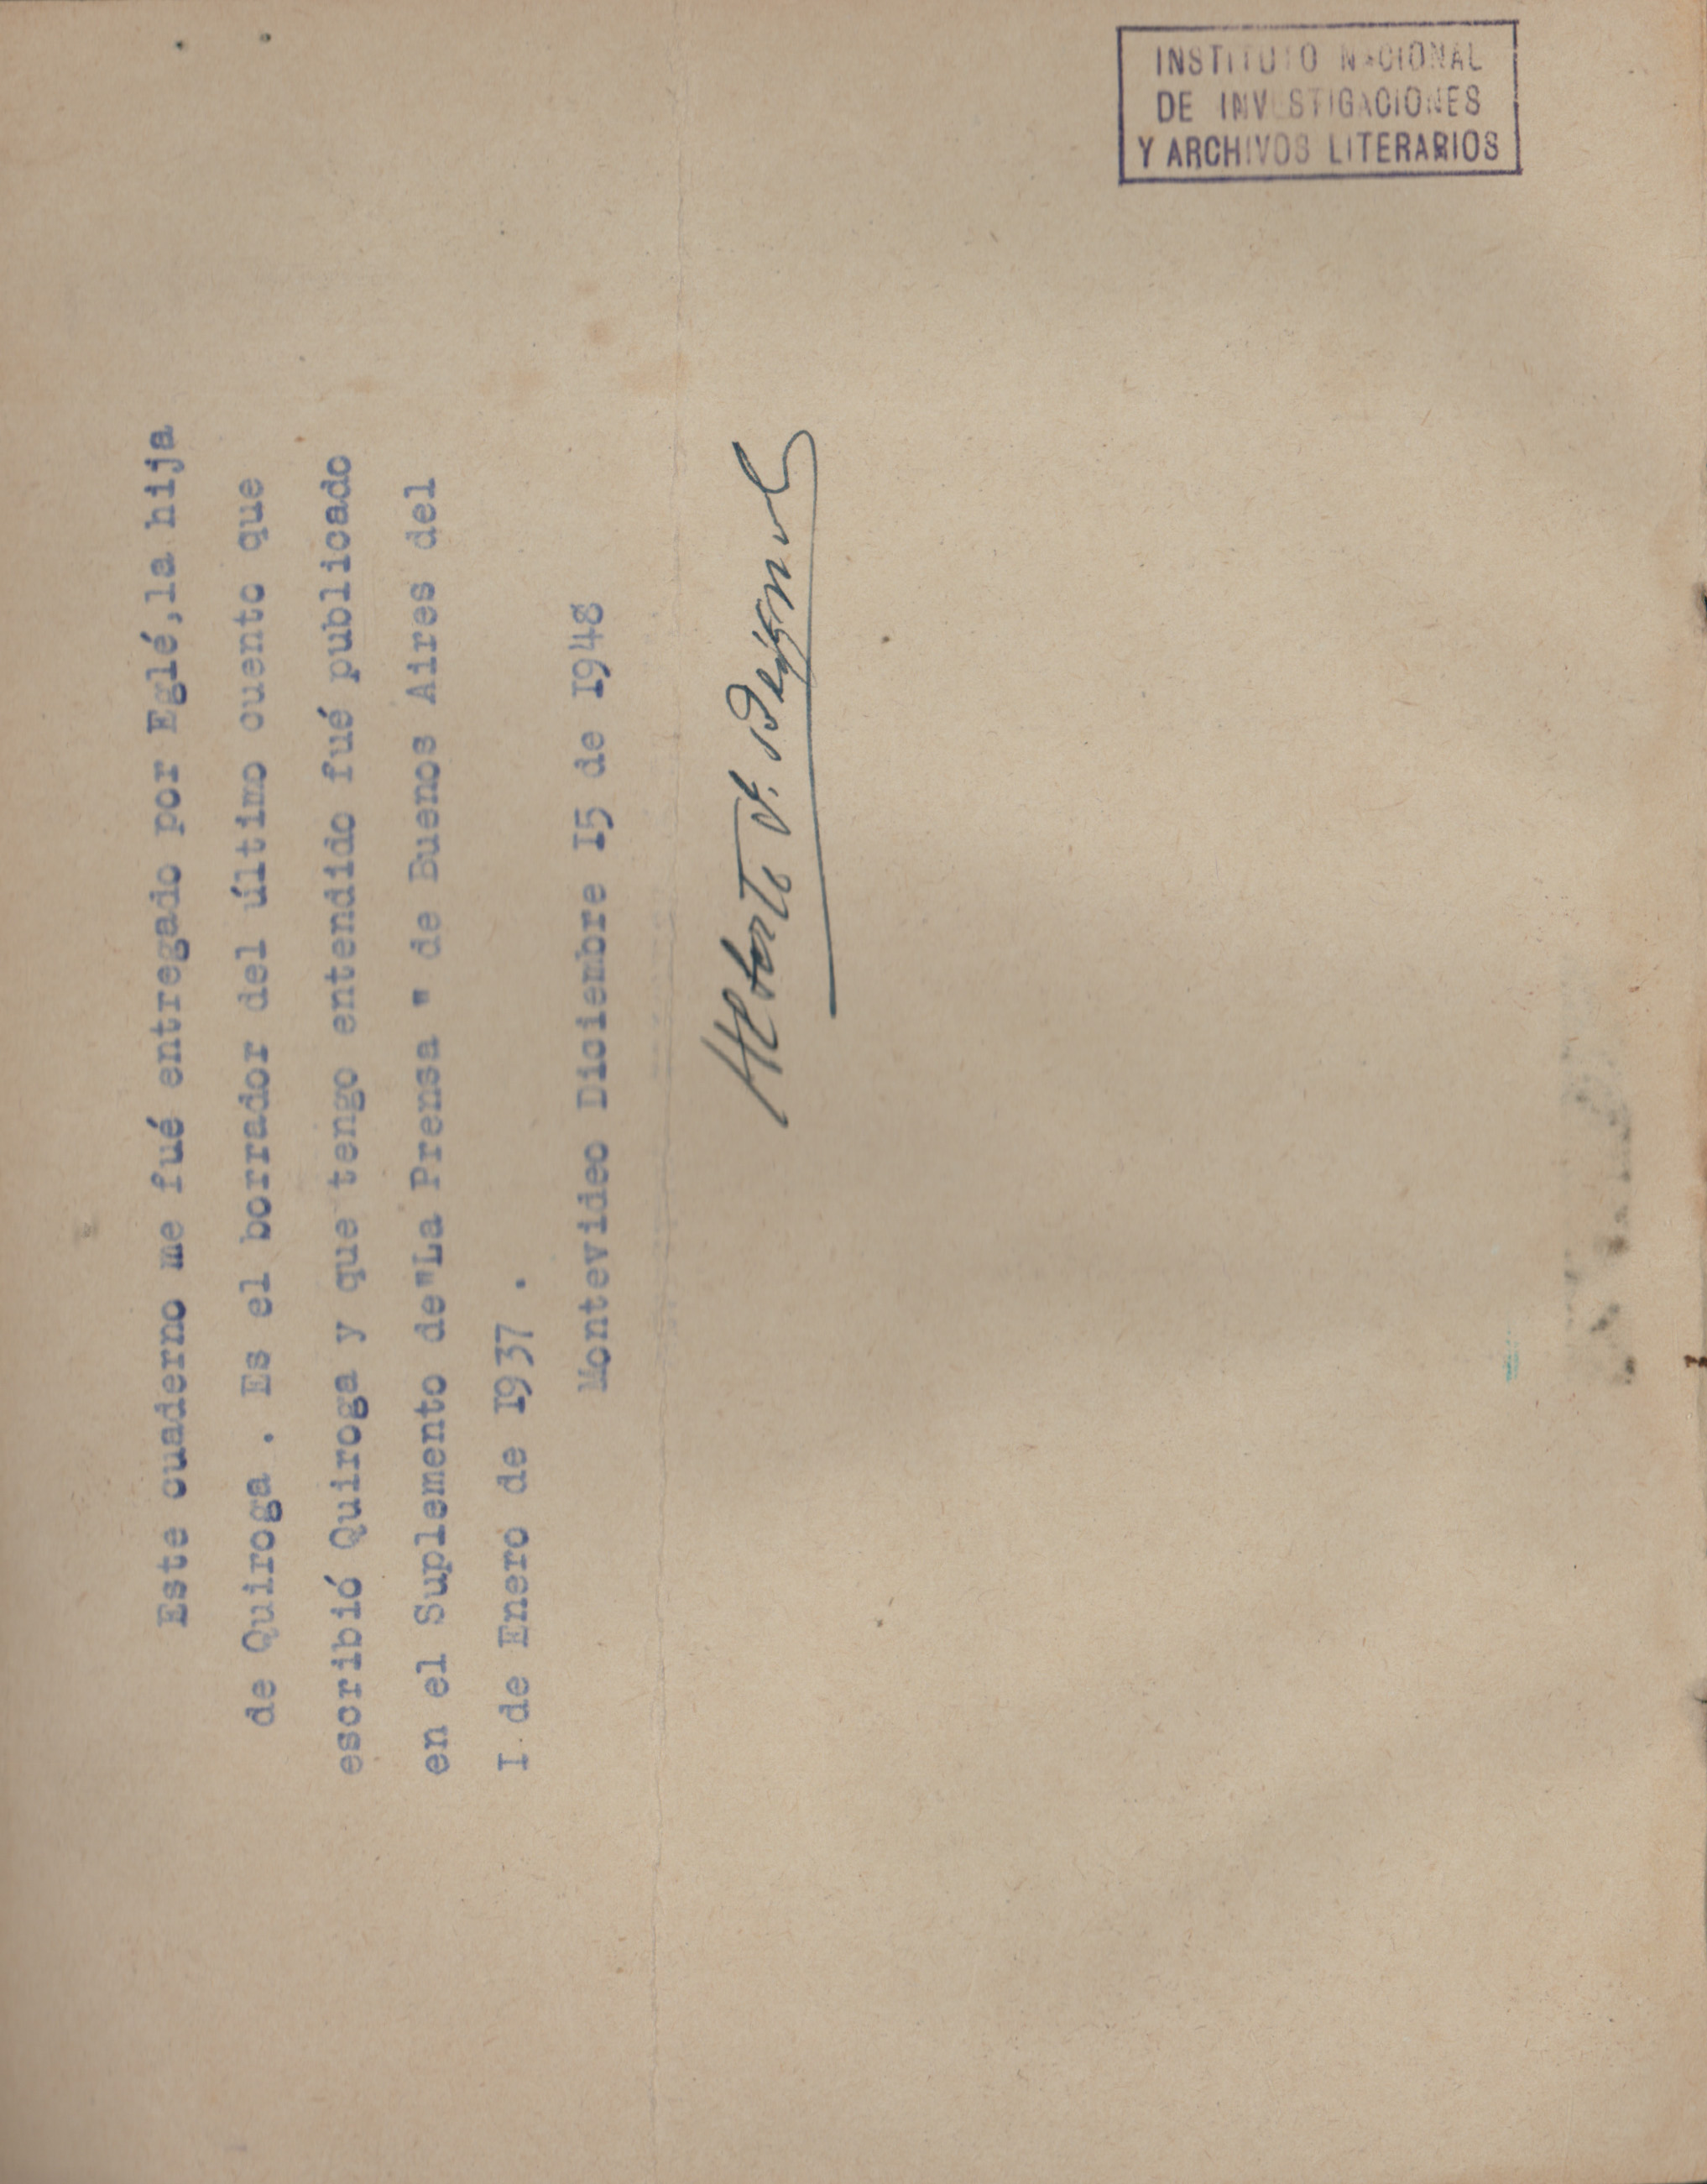 INSTITUTO NACIONAL
DE INVESTIGACIONES
Y ARCHIVOS LITERARIOS
Este cuaderno me fué entregado por Eglé,la hija
de Quiroga . Es el borrador del último cuento que
escribió Quiroga y que tengo entendido fué publicado
en el Suplemento de"La Prensa " de Buenos Aires del
I de Enero de I937 .
Montevideo Diciembre I5 de I948
Alberto J. Brignole